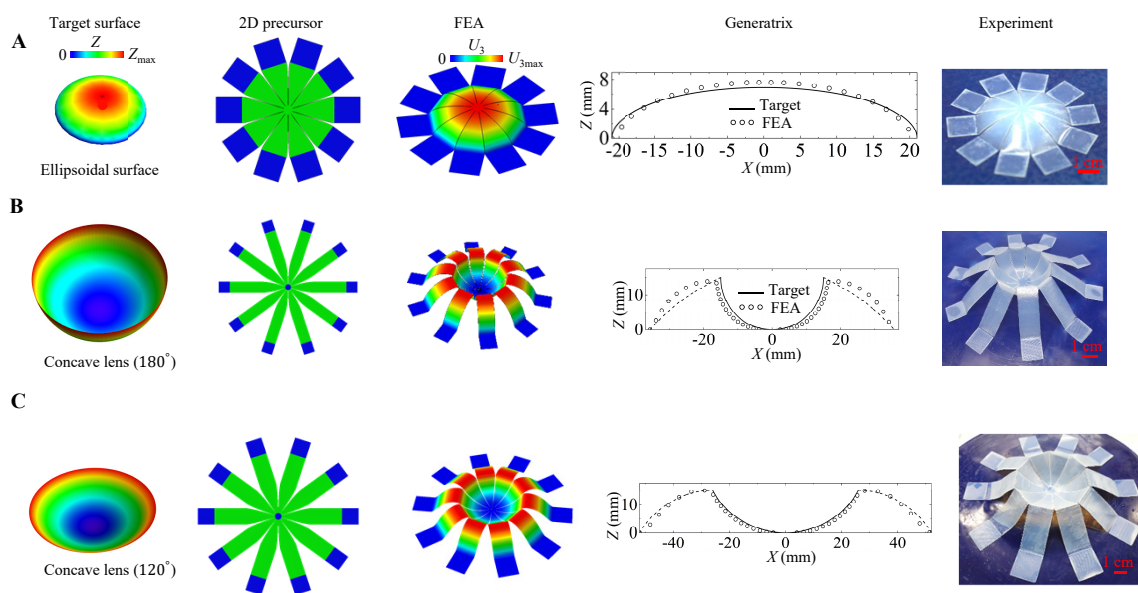 Target surface 2D precursor FEA Generatrix Experiment
A
Z
0 Zmax
U3
0 U3max
Ellipsoidal surface
Z (mm)
8
4
0
Target
FEA
-20 -15 -10 -5 0 5 10 15 20
X (mm)
1 cm
B
Concave lens (180°)
Z (mm)
10
0
Target
FEA
-20 0 20
X (mm)
1 cm
C
Concave lens (120°)
Z (mm)
10
0
-40 -20 0 20 40
X (mm)
1 cm